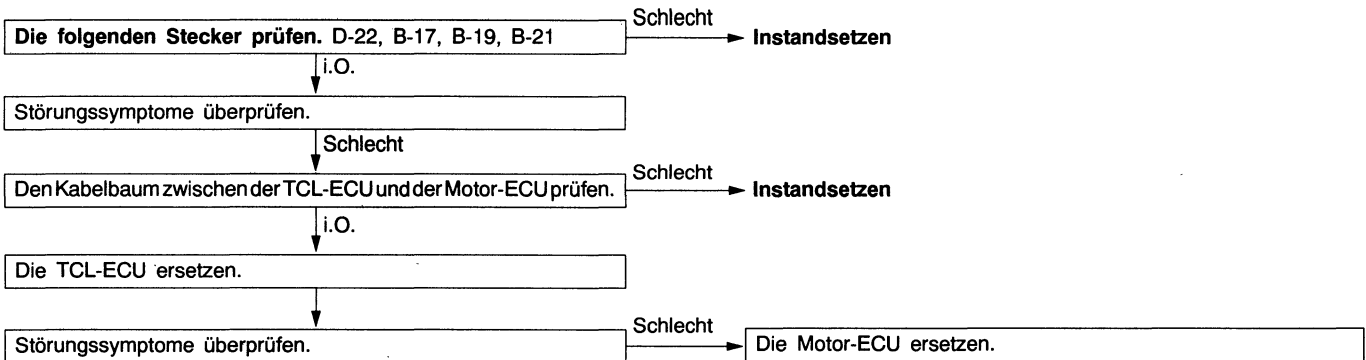 Schlecht
Die folgenden Stecker prüfen. D-22, B-17, B-19, B-21
Instandsetzen
i.O.
Störungssymptome überprüfen.
Schlecht
Den Kabelbaum zwischen der TCL-ECU und der Motor-ECU prüfen.
Schlecht
Instandsetzen
i.O.
Die TCL-ECU ersetzen.
Störungssymptome überprüfen.
Schlecht
Die Motor-ECU ersetzen.